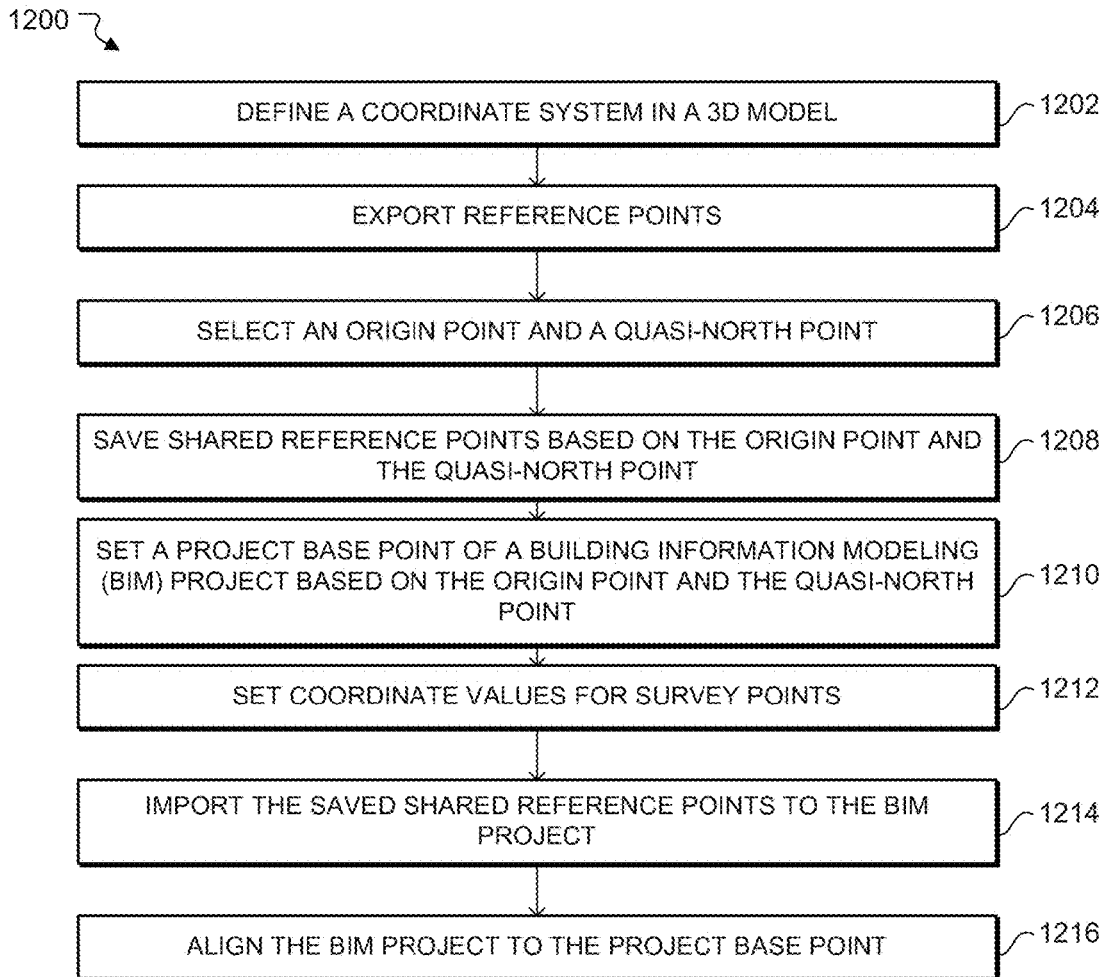 1200
DEFINE A COORDINATE SYSTEM IN A 3D MODEL
1202
EXPORT REFERENCE POINTS
1204
SELECT AN ORIGIN POINT AND A QUASI-NORTH POINT
1206
SAVE SHARED REFERENCE POINTS BASED ON THE ORIGIN POINT AND
THE QUASI-NORTH POINT
1208
SET A PROJECT BASE POINT OF A BUILDING INFORMATION MODELING
(BIM) PROJECT BASED ON THE ORIGIN POINT AND THE QUASI-NORTH
POINT
1210
SET COORDINATE VALUES FOR SURVEY POINTS
1212
IMPORT THE SAVED SHARED REFERENCE POINTS TO THE BIM
PROJECT
1214
ALIGN THE BIM PROJECT TO THE PROJECT BASE POINT
1216